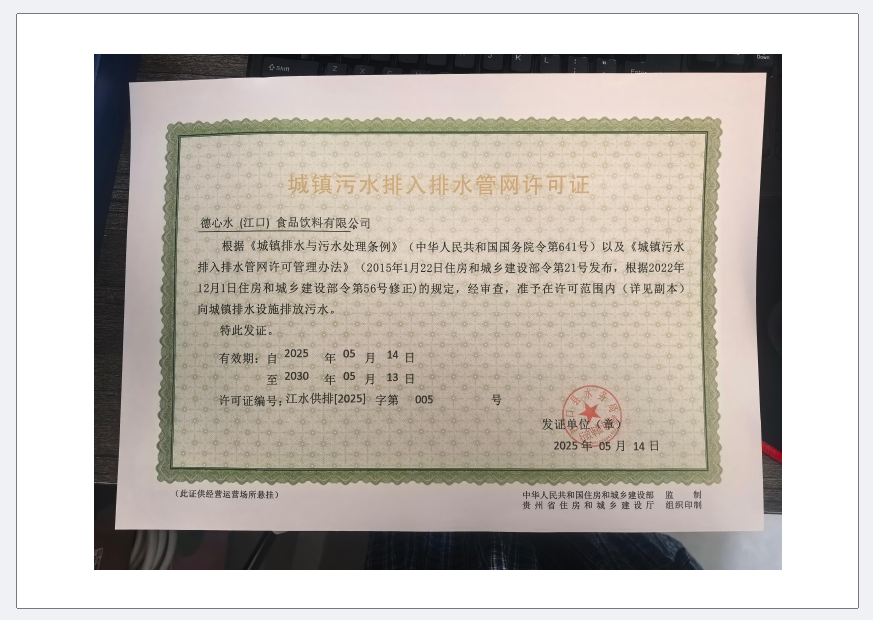 城镇污水排入排水管网许可证
德心水 (江口) 食品饮料有限公司
根据《城镇排水与污水处理条例》（中华人民共和国国务院令第641号）以及《城镇污水
排入排水管网许可管理办法》（2015年1月22日住房和城乡建设部令第21号发布，根据2022年
12月1日住房和城乡建设部令第56号修正)的规定，经审查，准予在许可范围内（详见副本）
向城镇排水设施排放污水。
特此发证。
有效期：自 2025 年 05 月 14 日
至 2030 年 05 月 13 日
许可证编号：江水供排[2025] 字第 005 号
发证单位（章）
2025 年 05 月 14 日
（此证供经营运营场所悬挂）
中华人民共和国住房和城乡建设部 监 制
贵州省住房和城乡建设厅 组织印制